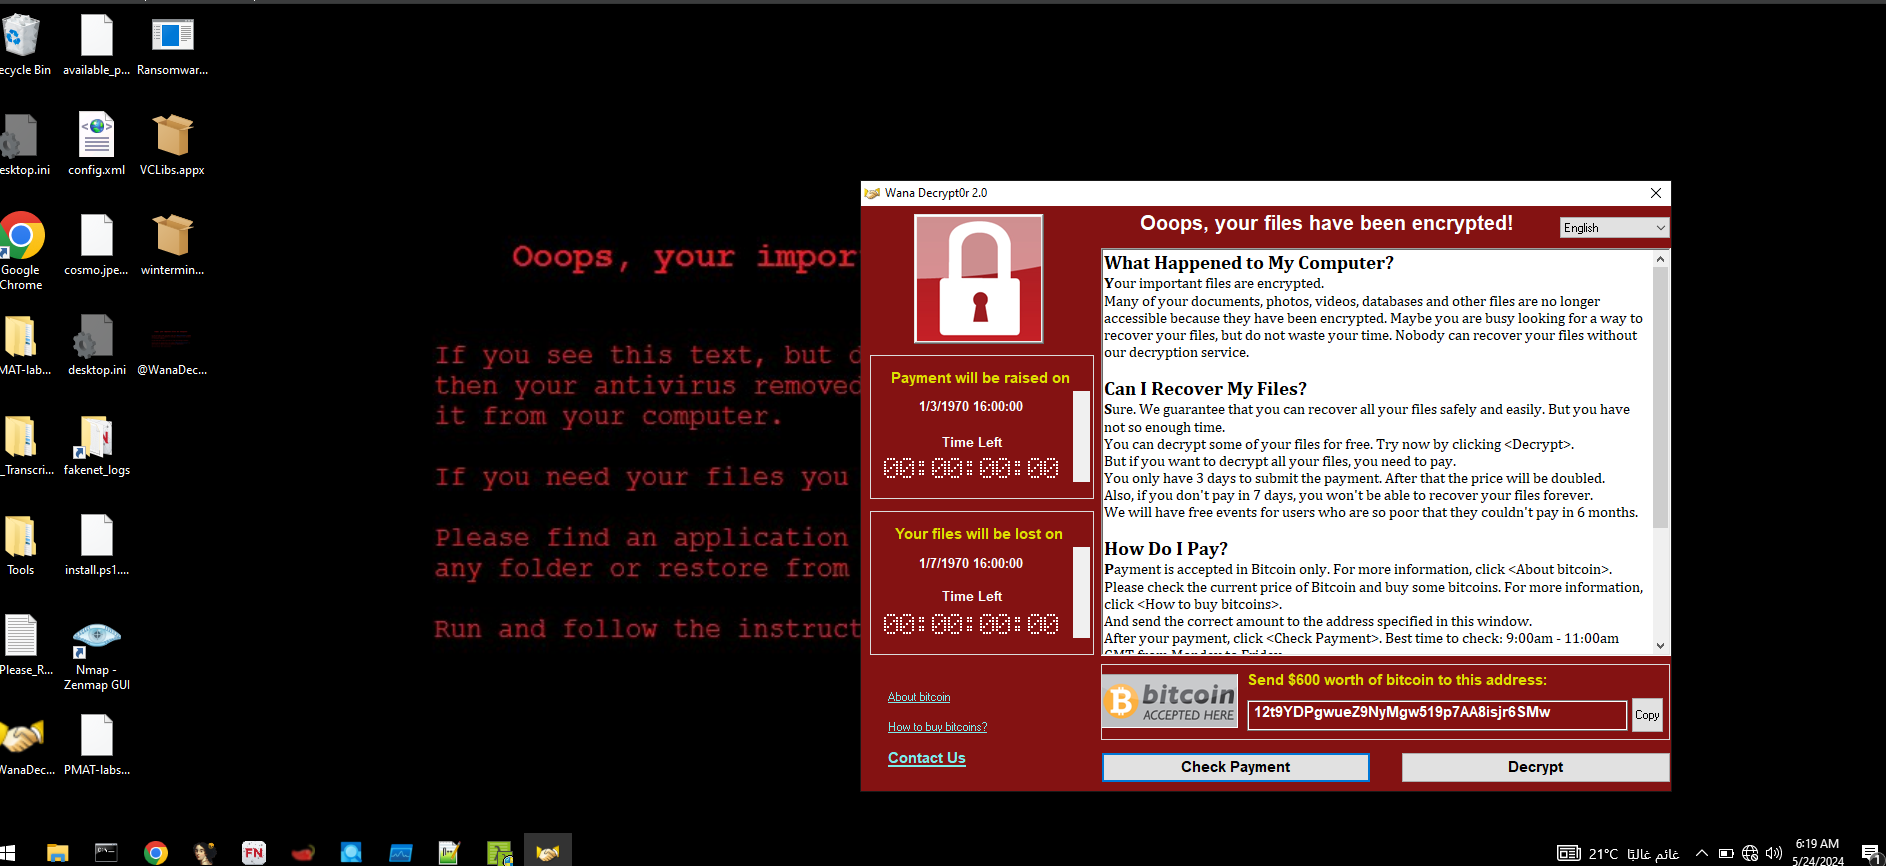 ecycle Bin
available_p...
Ransomwar...
esktop.ini
config.xml
VCLibs.appx
Google
Chrome
cosmo.jpe...
wintermin...
MAT-lab...
desktop.ini
@WanaDec...
_Transcri...
fakenet_logs
Tools
install.ps1....
Please_R...
Nmap -
Zenmap GUI
WanaDec...
PMAT-labs...
Ooops, your impor
If you see this text, but d
then your antivirus removed
it from your computer.
If you need your files you
Please find an application
any folder or restore from
Run and follow the instruct
Wana Decrypt0r 2.0
Ooops, your files have been encrypted!
English
Payment will be raised on
1/3/1970 16:00:00
Time Left
00:00:00:00
Your files will be lost on
1/7/1970 16:00:00
Time Left
00:00:00:00
About bitcoin
How to buy bitcoins?
Contact Us
What Happened to My Computer?
Your important files are encrypted.
Many of your documents, photos, videos, databases and other files are no longer
accessible because they have been encrypted. Maybe you are busy looking for a way to
recover your files, but do not waste your time. Nobody can recover your files without
our decryption service.
Can I Recover My Files?
Sure. We guarantee that you can recover all your files safely and easily. But you have
not so enough time.
You can decrypt some of your files for free. Try now by clicking <Decrypt>.
But if you want to decrypt all your files, you need to pay.
You only have 3 days to submit the payment. After that the price will be doubled.
Also, if you don't pay in 7 days, you won't be able to recover your files forever.
We will have free events for users who are so poor that they couldn't pay in 6 months.
How Do I Pay?
Payment is accepted in Bitcoin only. For more information, click <About bitcoin>.
Please check the current price of Bitcoin and buy some bitcoins. For more information,
click <How to buy bitcoins>.
And send the correct amount to the address specified in this window.
After your payment, click <Check Payment>. Best time to check: 9:00am - 11:00am
GMT from Monday to Friday
bitcoin
ACCEPTED HERE
Send $600 worth of bitcoin to this address:
12t9YDPgwueZ9NyMgw519p7AA8isjr6SMw
Copy
Check Payment
Decrypt
FN
21°C غائم غالبًا
6:19 AM
5/24/2024
1